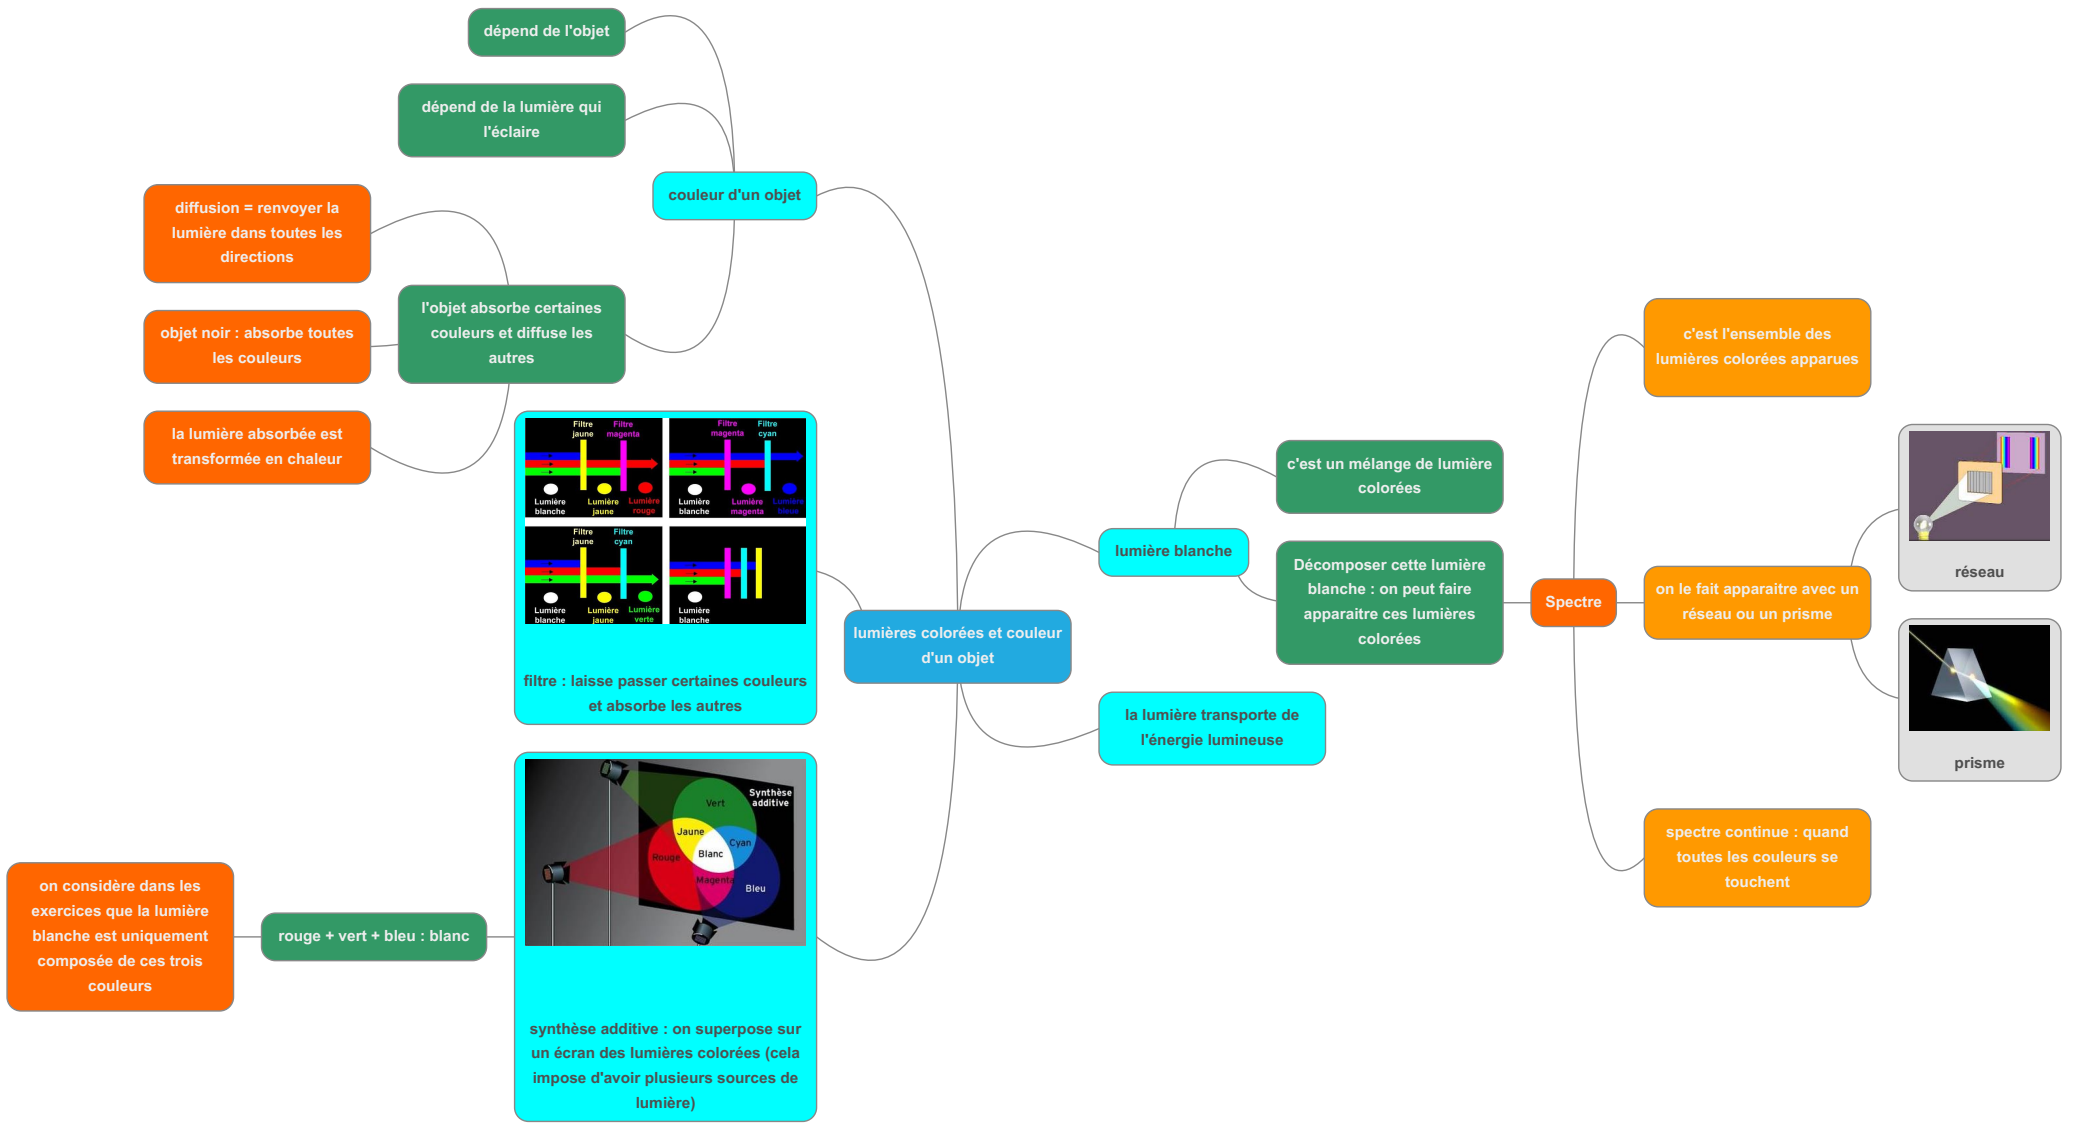 dépend de l'objet
dépend de la lumière qui
l'éclaire
couleur d'un objet
diffusion = renvoyer la
lumière dans toutes les
directions
objet noir : absorbe toutes
les couleurs
la lumière absorbée est
transformée en chaleur
l'objet absorbe certaines
couleurs et diffuse les
autres
Filtre
jaune
Filtre
magenta
Lumière
blanche
Lumière
jaune
Lumière
rouge
Filtre
magenta
Filtre
cyan
Lumière
blanche
Lumière
magenta
Lumière
bleue
Filtre
jaune
Filtre
cyan
Lumière
blanche
Lumière
jaune
Lumière
verte
Lumière
blanche
filtre : laisse passer certaines couleurs
et absorbe les autres
Synthèse
additive
Vert
Jaune
Cyan
Rouge
Blanc
Magenta
Bleu
synthèse additive : on superpose sur
un écran des lumières colorées (cela
impose d'avoir plusieurs sources de
lumière)
rouge + vert + bleu : blanc
on considère dans les
exercices que la lumière
blanche est uniquement
composée de ces trois
couleurs
lumières colorées et couleur
d'un objet
lumière blanche
c'est un mélange de lumière
colorées
Décomposer cette lumière
blanche : on peut faire
apparaitre ces lumières
colorées
la lumière transporte de
l'énergie lumineuse
Spectre
c'est l'ensemble des
lumières colorées apparues
on le fait apparaitre avec un
réseau ou un prisme
réseau
prisme
spectre continue : quand
toutes les couleurs se
touchent